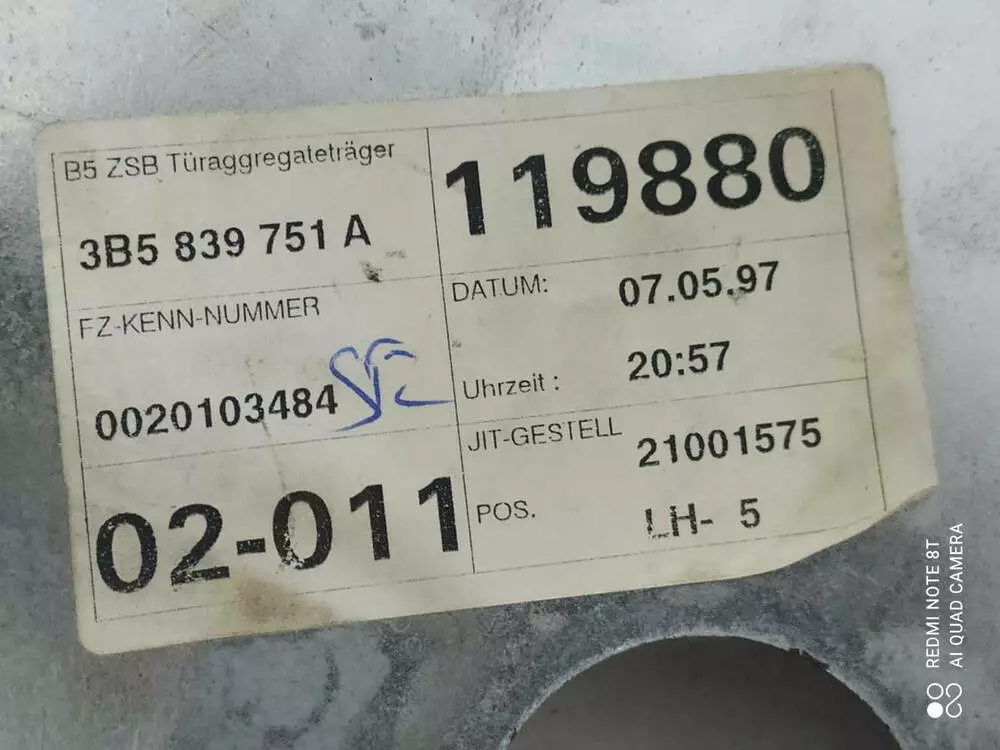 B5 ZSB Türaggregateträger
3B5 839 751 A
119880
FZ-KENN-NUMMER
0020103484
02-011
DATUM: 07.05.97
Uhrzeit : 20:57
JIT-GESTELL 21001575
POS. LH- 5
REDMI NOTE 8T
AI QUAD CAMERA